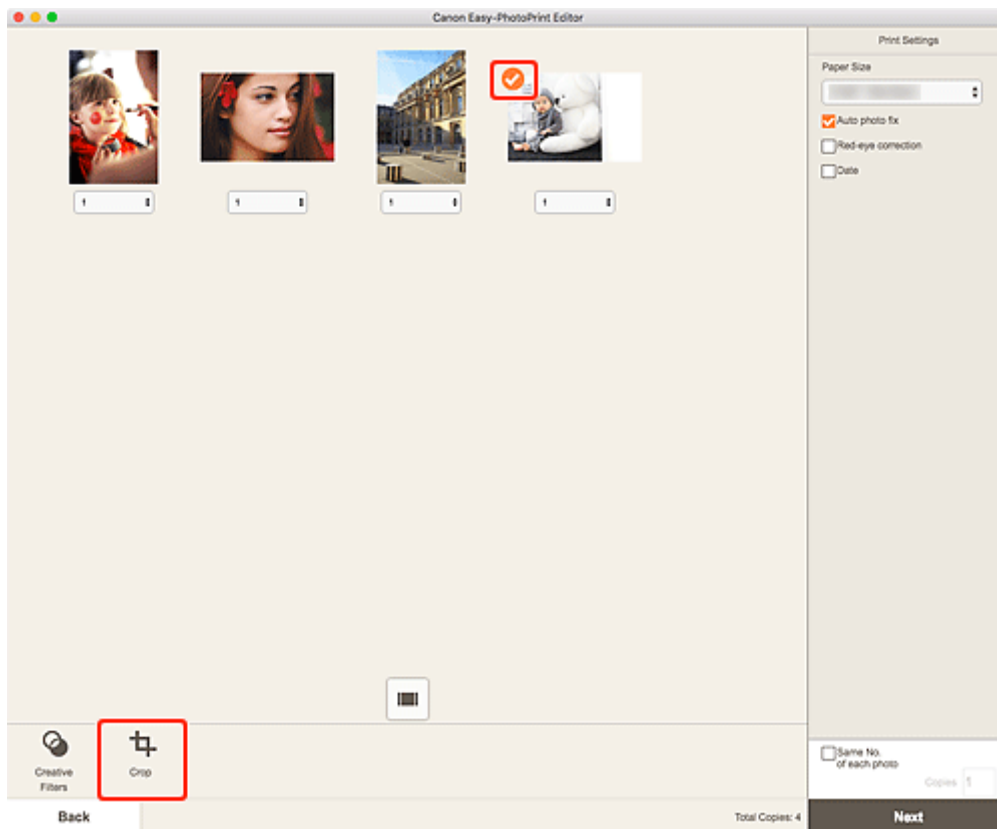 Canon Easy-PhotoPrint Editor
Print Settings
Paper Size
Auto photo fix
Red-eye correction
Date
1
1
1
1
Creative
Filters
Crop
Same No.
of each photo
Copies 1
Back
Total Copies: 4
Next